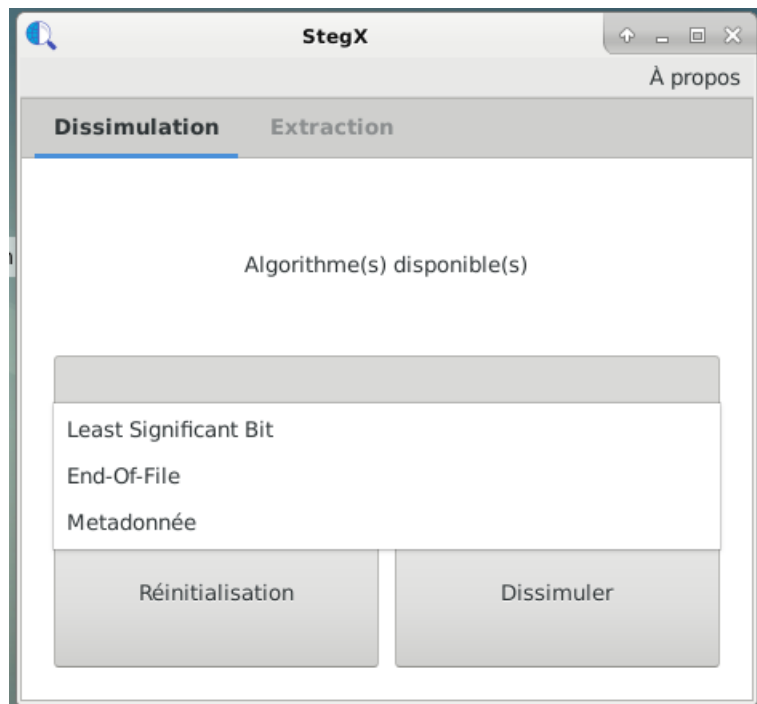 StegX
À propos
Dissimulation Extraction
Algorithme(s) disponible(s)
Least Significant Bit
End-Of-File
Metadonnée
Réinitialisation Dissimuler